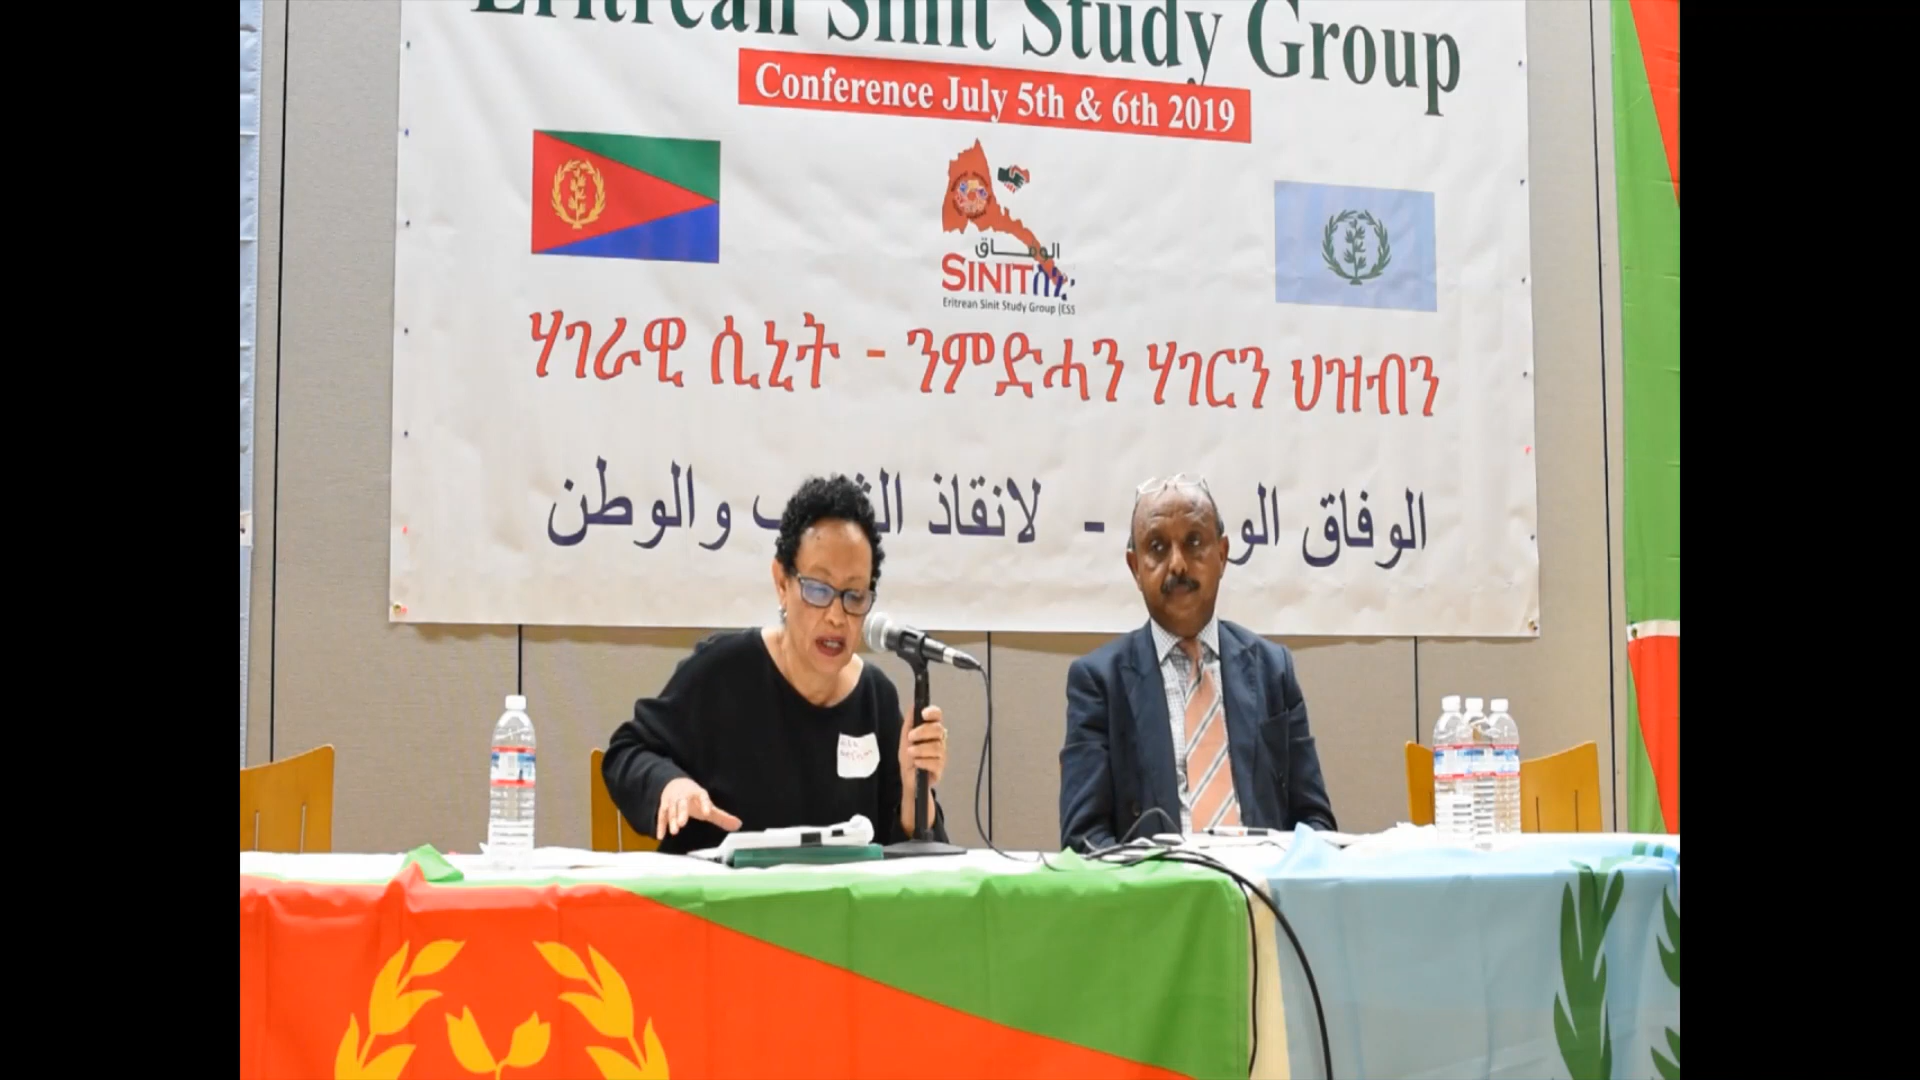 Eritrean Sinit Study Group
Conference July 5th & 6th 2019
الوفاق
SINIT ስኒት
Eritrean Sinit Study Group (ESS
ሃገራዊ ሲኒት - ንምድሓን ሃገርን ህዝብን
الوفاق - لانقاذ والوطن